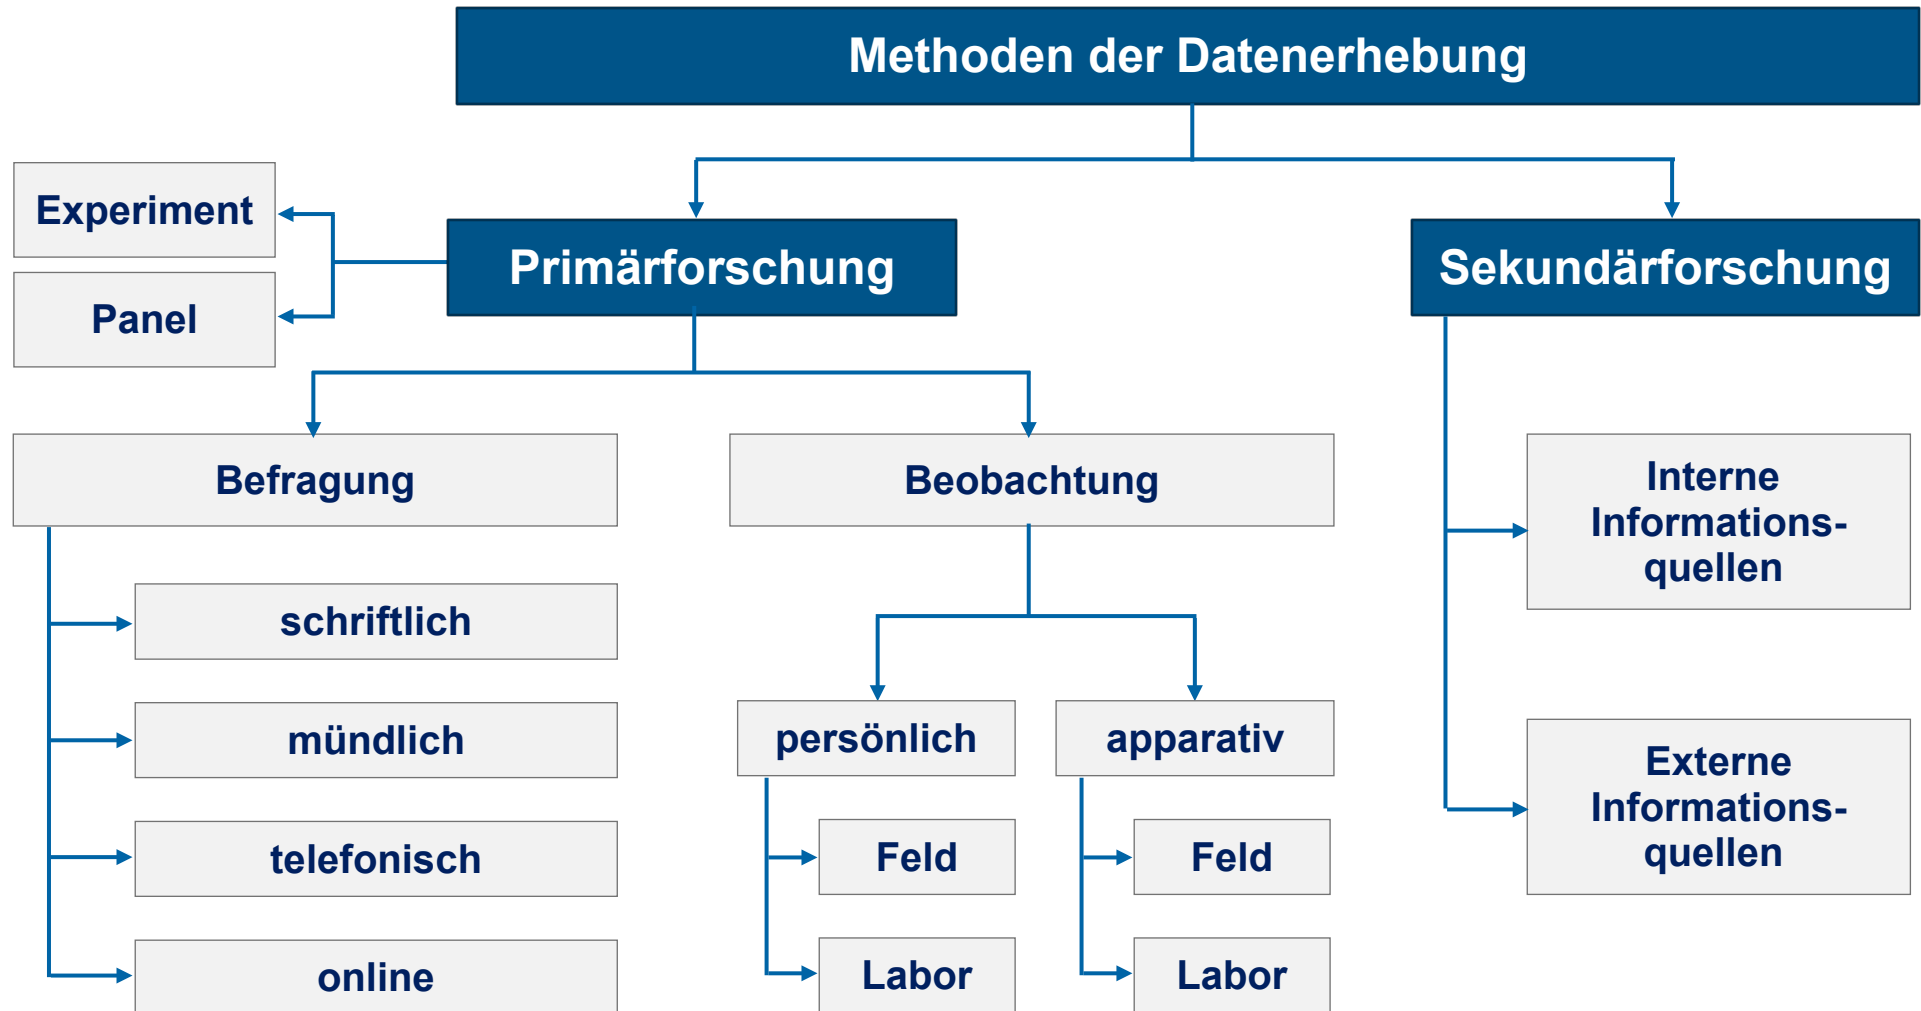 Methoden der Datenerhebung
Experiment
Panel
Primärforschung
Sekundärforschung
Befragung
schriftlich
mündlich
telefonisch
online
Beobachtung
persönlich
Feld
Labor
apparativ
Feld
Labor
Interne
Informations-
quellen
Externe
Informations-
quellen